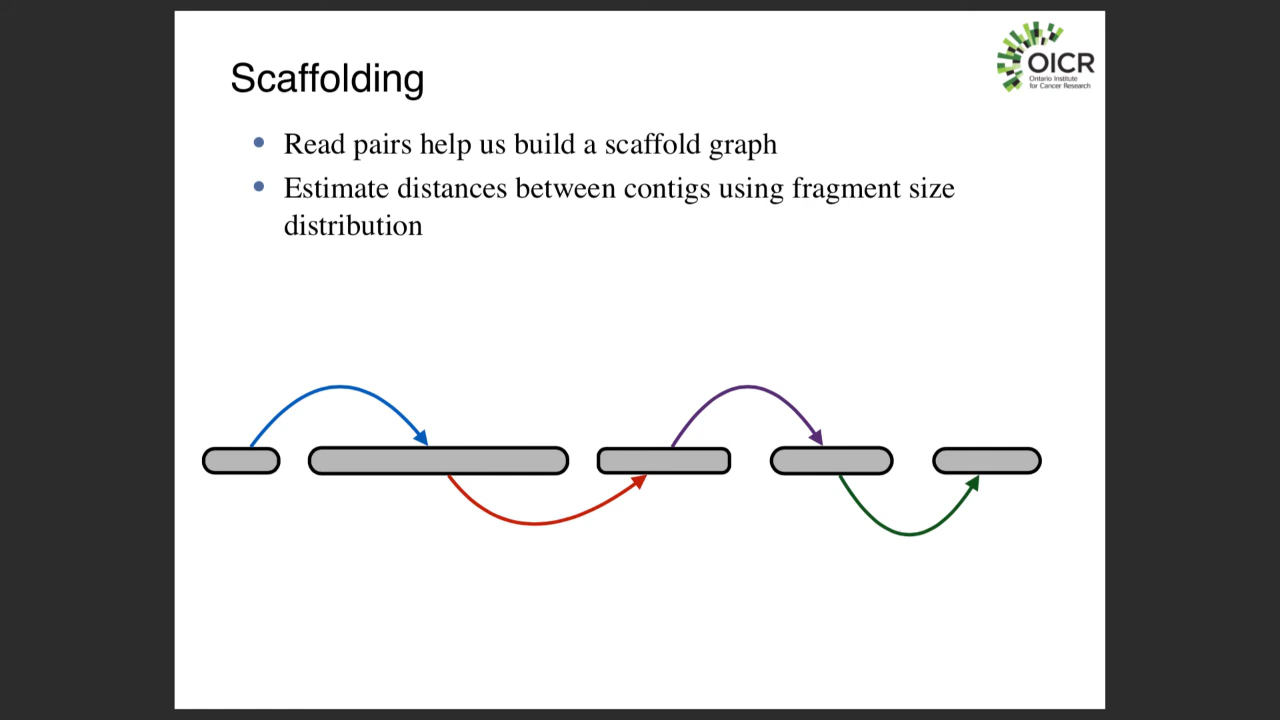 OICR
Ontario Institute
for Cancer Research
Scaffolding
• Read pairs help us build a scaffold graph
• Estimate distances between contigs using fragment size
distribution